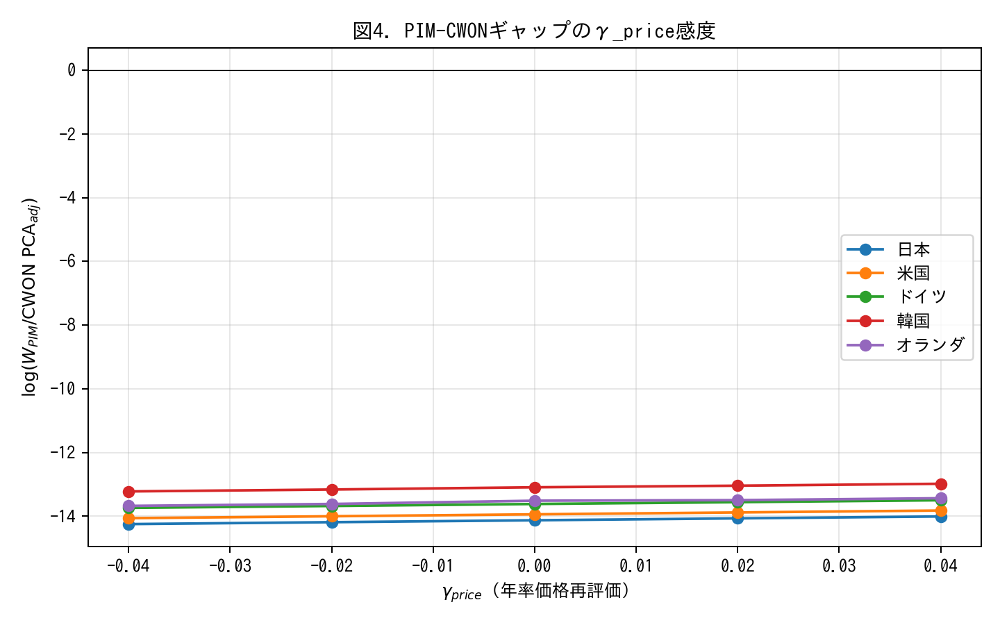 図4. PIM-CWONギャップのγ_price感度
0
-2
-4
-6
-8
-10
-12
-14
log(W_PIM/CWON PCA_adj)
日本
米国
ドイツ
韓国
オランダ
-0.04 -0.03 -0.02 -0.01 0.00 0.01 0.02 0.03 0.04
γ_price（年率価格再評価）